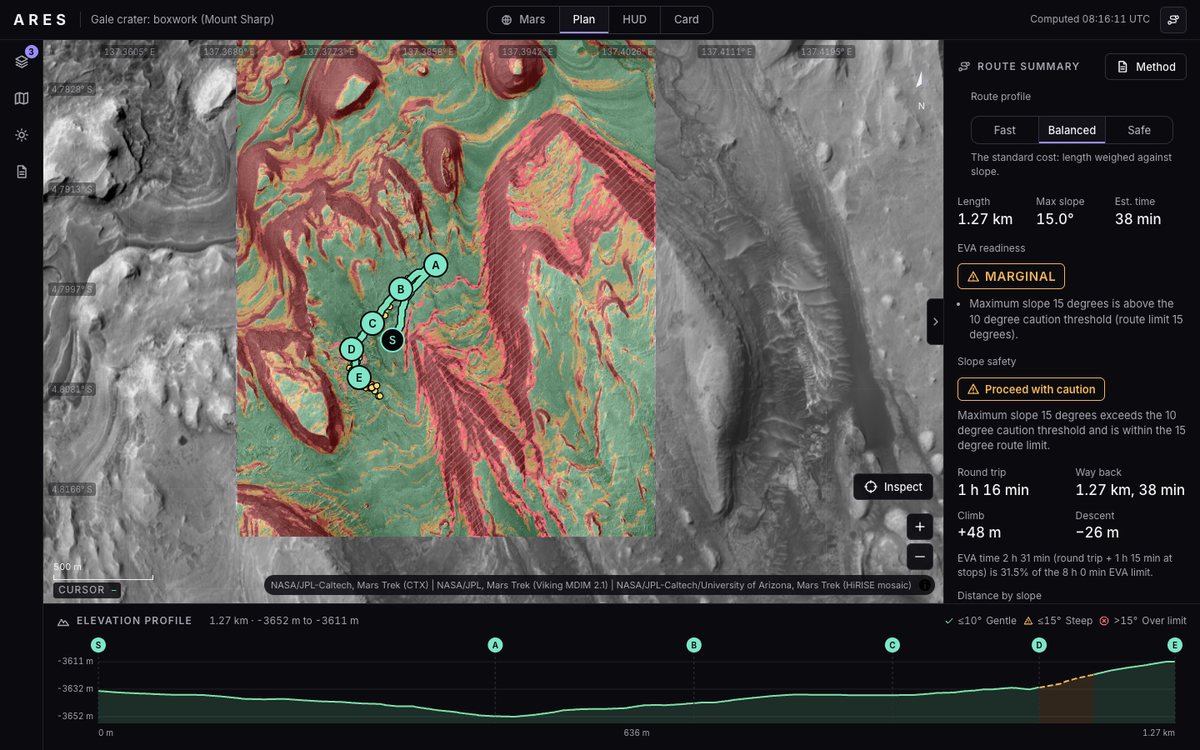 ARES
Gale crater: boxwork (Mount Sharp)
Mars
Plan
HUD
Card
Computed 08:16:11 UTC
3
137.3605° E
137.3689° E
137.3773° E
137.3858° E
137.3942° E
137.4026° E
137.4111° E
137.4195° E
4.7828° S
4.7913° S
4.7997° S
4.8081° S
4.8166° S
N
A
B
C
S
D
E
Inspect
+
−
500 m
CURSOR –
NASA/JPL-Caltech, Mars Trek (CTX) | NASA/JPL, Mars Trek (Viking MDIM 2.1) | NASA/JPL-Caltech/University of Arizona, Mars Trek (HiRISE mosaic)
ROUTE SUMMARY
Method
Route profile
Fast
Balanced
Safe
The standard cost: length weighed against
slope.
Length
Max slope
Est. time
1.27 km
15.0°
38 min
EVA readiness
MARGINAL
• Maximum slope 15 degrees is above the
10 degree caution threshold (route limit 15
degrees).
Slope safety
Proceed with caution
Maximum slope 15 degrees exceeds the 10
degree caution threshold and is within the 15
degree route limit.
Round trip
Way back
1 h 16 min
1.27 km, 38 min
Climb
Descent
+48 m
−26 m
EVA time 2 h 31 min (round trip + 1 h 15 min at
stops) is 31.5% of the 8 h 0 min EVA limit.
Distance by slope
ELEVATION PROFILE
1.27 km · -3652 m to -3611 m
≤10° Gentle
≤15° Steep
>15° Over limit
S
A
B
C
D
E
-3611 m
-3632 m
-3652 m
0 m
636 m
1.27 km